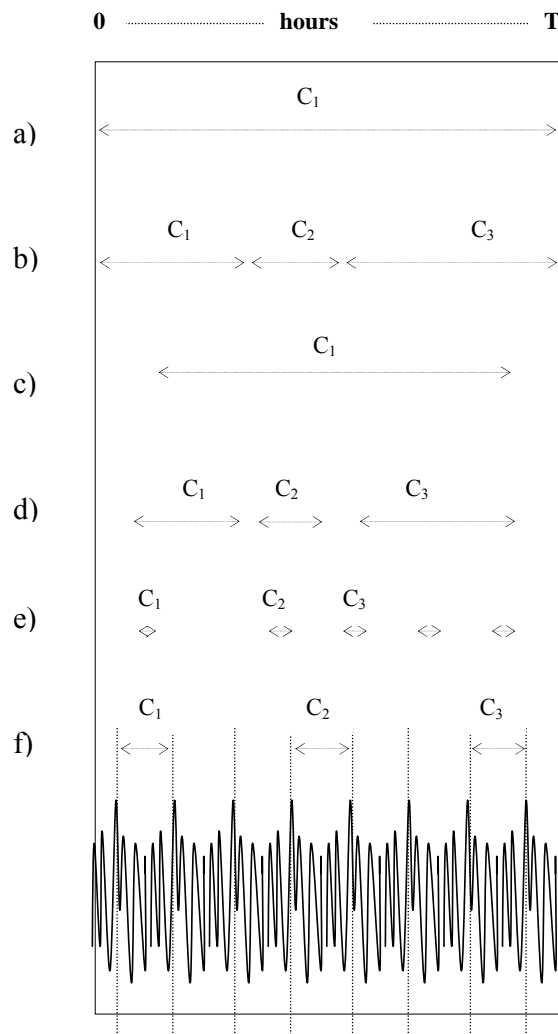 0 hours T
C₁
a)
C₁ C₂ C₃
b)
C₁
c)
C₁ C₂ C₃
d)
C₁ C₂ C₃
e)
C₁ C₂ C₃
f)